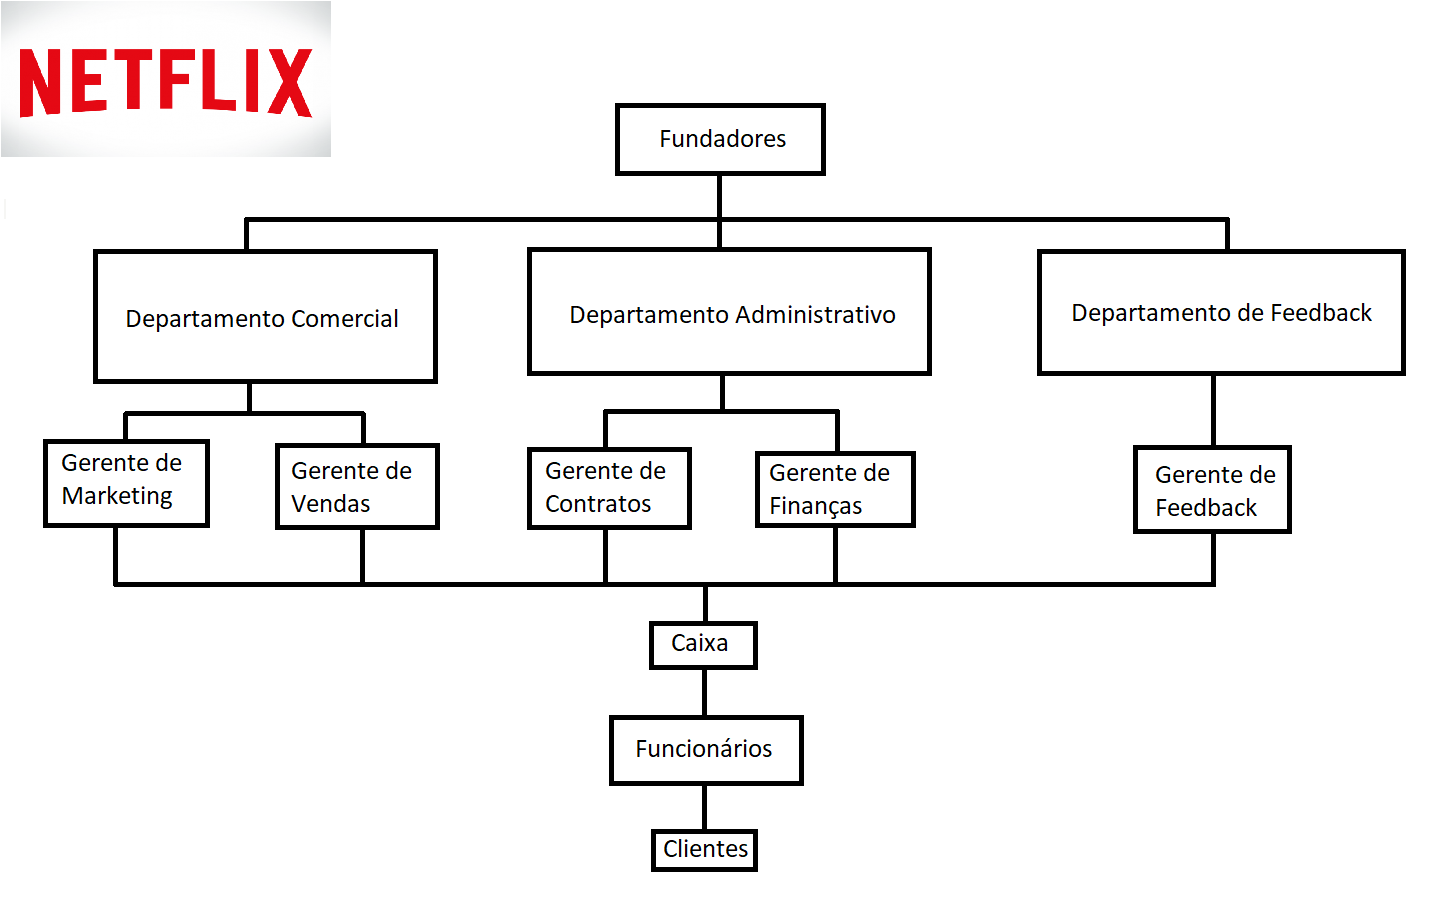 NETFLIX
Fundadores
Departamento Comercial
Departamento Administrativo
Departamento de Feedback
Gerente de
Marketing
Gerente de
Vendas
Gerente de
Contratos
Gerente de
Finanças
Gerente de
Feedback
Caixa
Funcionários
Clientes